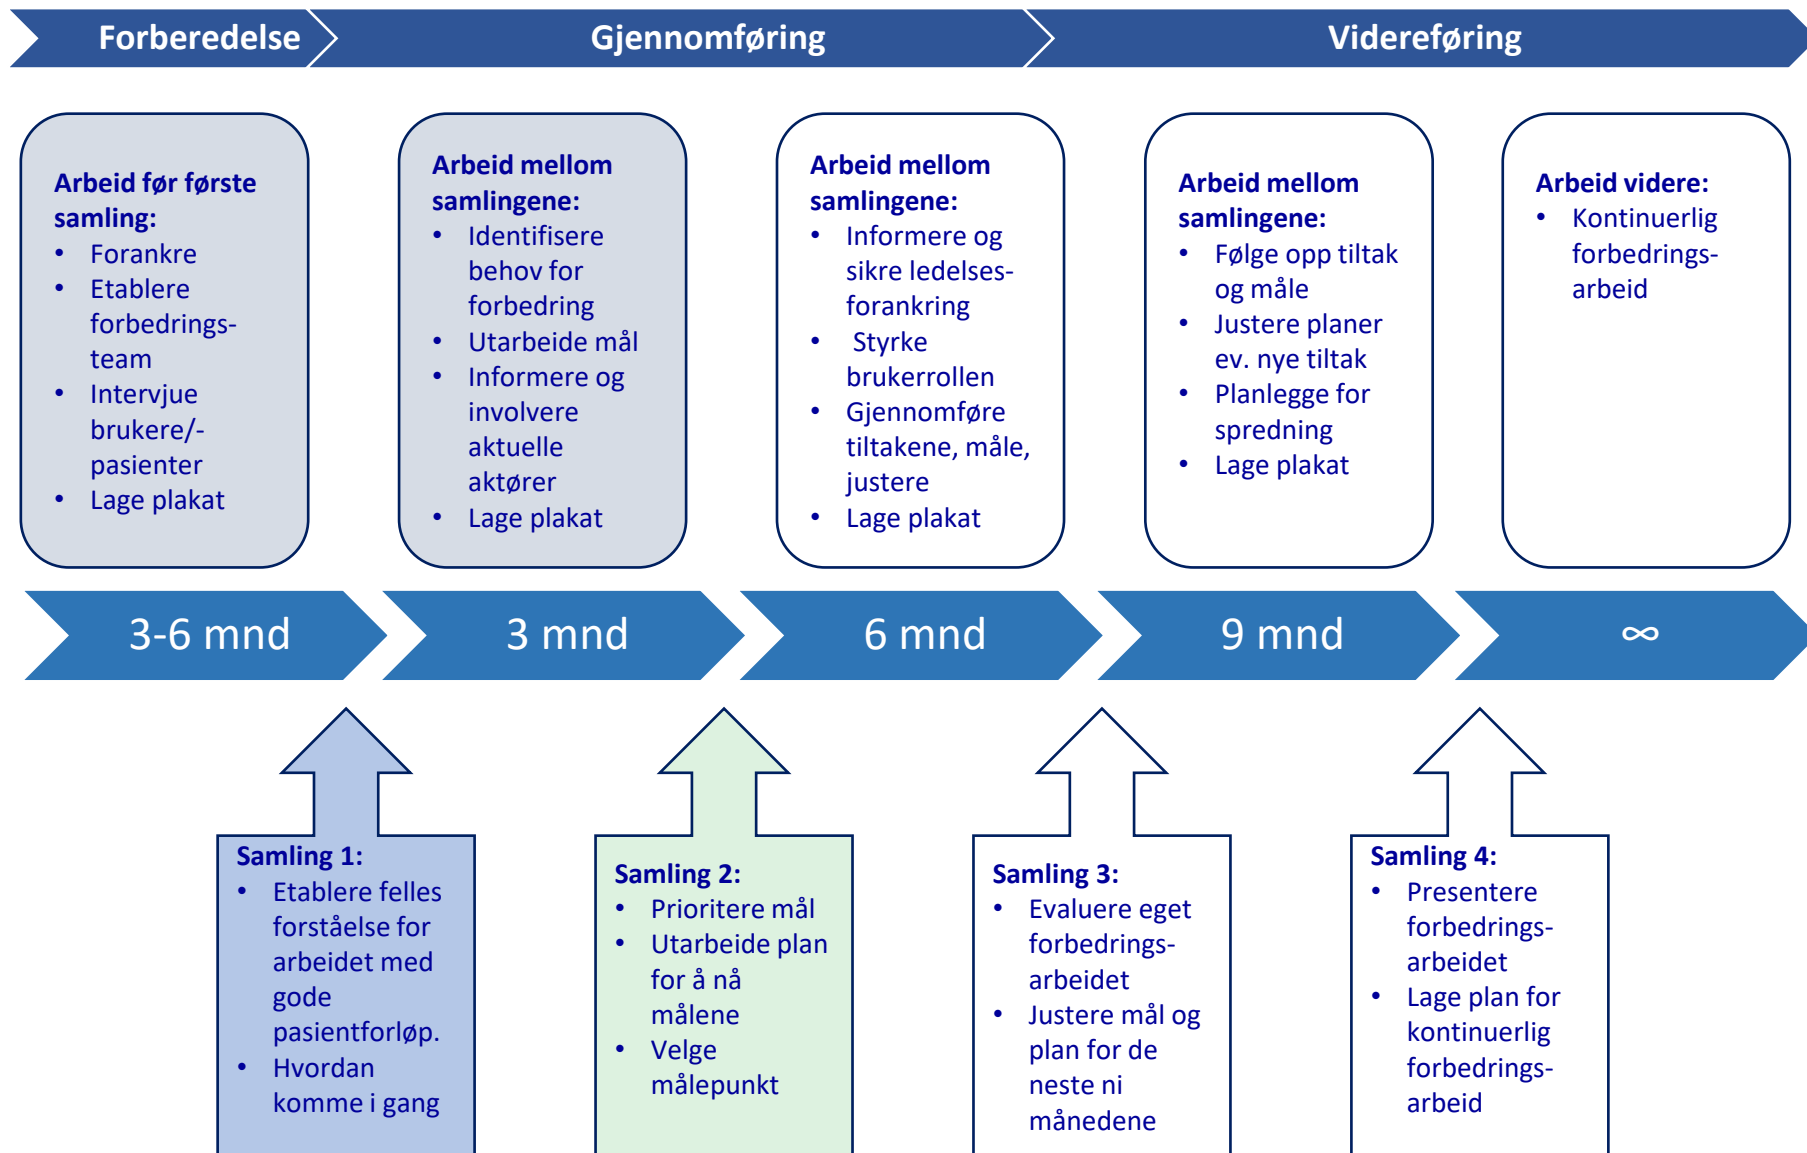 Forberedelse
Gjennomføring
Videreføring
Arbeid før første
samling:
• Forankre
• Etablere
forbedrings-
team
• Intervjue
brukere/-
pasienter
• Lage plakat
Arbeid mellom
samlingene:
• Identifisere
behov for
forbedring
• Utarbeide mål
• Informere og
involvere
aktuelle
aktører
• Lage plakat
Arbeid mellom
samlingene:
• Informere og
sikre ledelses-
forankring
• Styrke
brukerrollen
• Gjennomføre
tiltakene, måle,
justere
• Lage plakat
Arbeid mellom
samlingene:
• Følge opp tiltak
og måle
• Justere planer
ev. nye tiltak
• Planlegge for
spredning
• Lage plakat
Arbeid videre:
• Kontinuerlig
forbedrings-
arbeid
3-6 mnd
3 mnd
6 mnd
9 mnd
∞
Samling 1:
• Etablere felles
forståelse for
arbeidet med
gode
pasientforløp.
• Hvordan
komme i gang
Samling 2:
• Prioritere mål
• Utarbeide plan
for å nå
målene
• Velge
målepunkt
Samling 3:
• Evaluere eget
forbedrings-
arbeidet
• Justere mål og
plan for de
neste ni
månedene
Samling 4:
• Presentere
forbedrings-
arbeidet
• Lage plan for
kontinuerlig
forbedrings-
arbeid